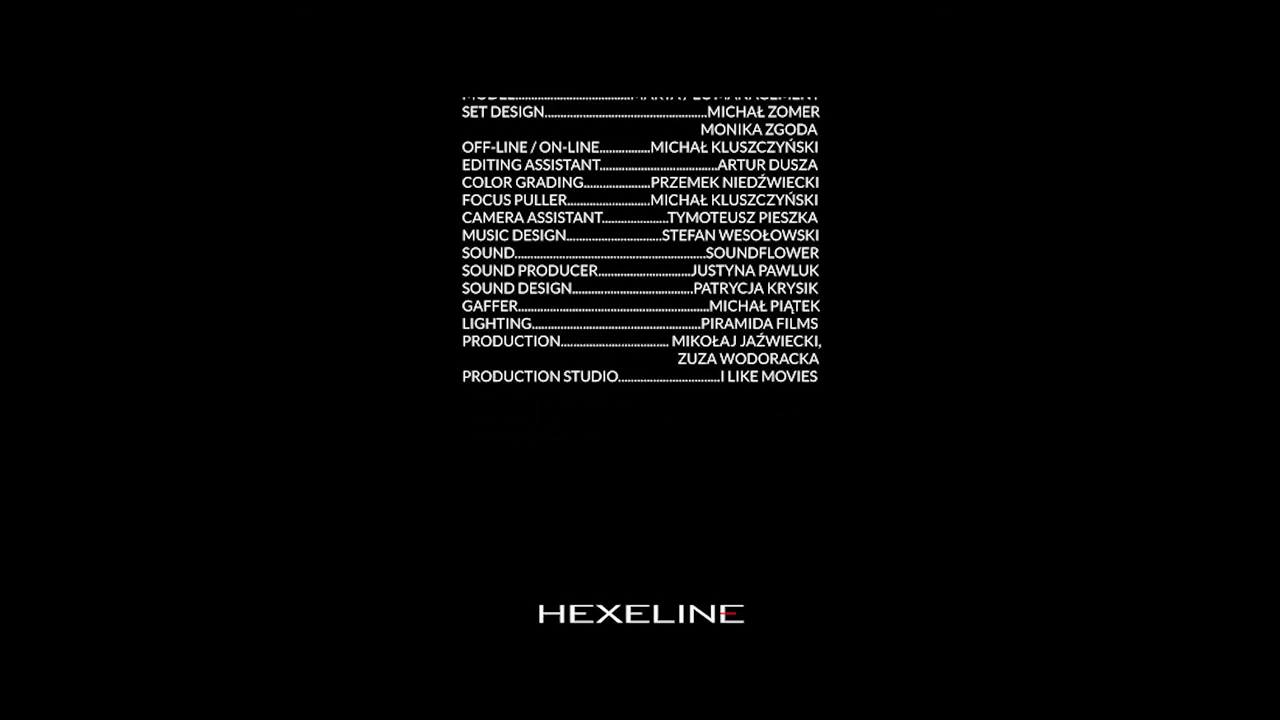 SET DESIGN................................................MICHAŁ ZOMER
MONIKA ZGODA
OFF-LINE / ON-LINE...............MICHAŁ KLUSZCZYŃSKI
EDITING ASSISTANT...................................ARTUR DUSZA
COLOR GRADING....................PRZEMEK NIEDŹWIECKI
FOCUS PULLER.........................MICHAŁ KLUSZCZYŃSKI
CAMERA ASSISTANT....................TYMOTEUSZ PIESZKA
MUSIC DESIGN............................STEFAN WESOŁOWSKI
SOUND.........................................................SOUNDFLOWER
SOUND PRODUCER............................JUSTYNA PAWLUK
SOUND DESIGN....................................PATRYCJA KRYSIK
GAFFER.........................................................MICHAŁ PIĄTEK
LIGHTING..................................................PIRAMIDA FILMS
PRODUCTION................................ MIKOŁAJ JAŹWIECKI,
ZUZA WODORACKA
PRODUCTION STUDIO..............................I LIKE MOVIES
HEXELINE